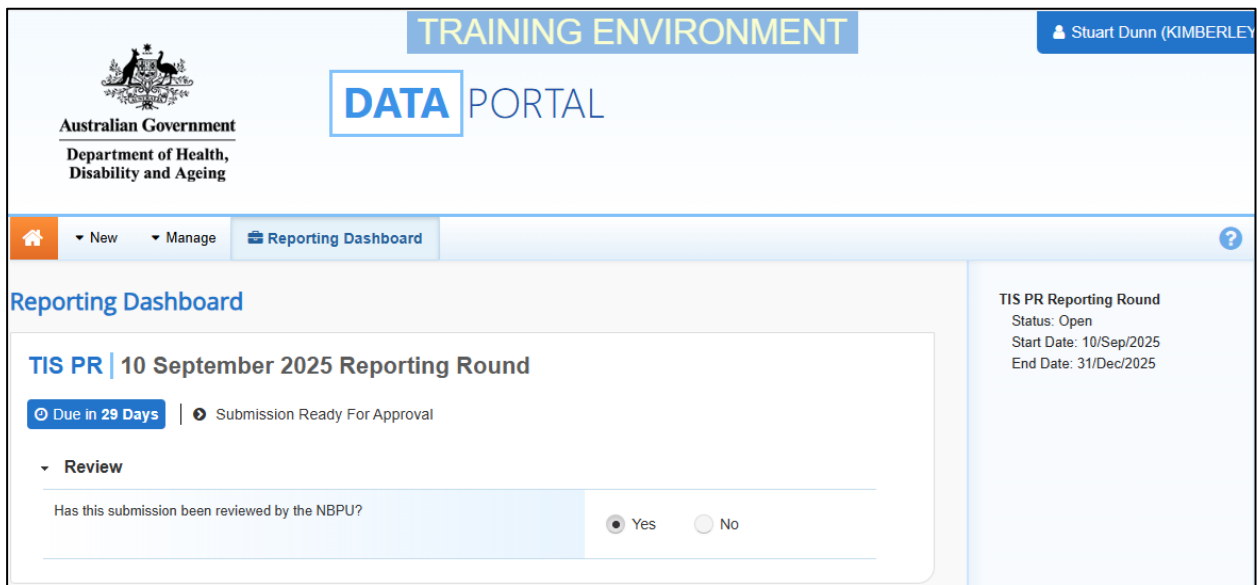 TRAINING ENVIRONMENT
Stuart Dunn (KIMBERLEY
Australian Government
Department of Health,
Disability and Ageing
DATA PORTAL
New
Manage
Reporting Dashboard
?
Reporting Dashboard
TIS PR | 10 September 2025 Reporting Round
Due in 29 Days | Submission Ready For Approval
Review
Has this submission been reviewed by the NBPU?
Yes
No
TIS PR Reporting Round
Status: Open
Start Date: 10/Sep/2025
End Date: 31/Dec/2025